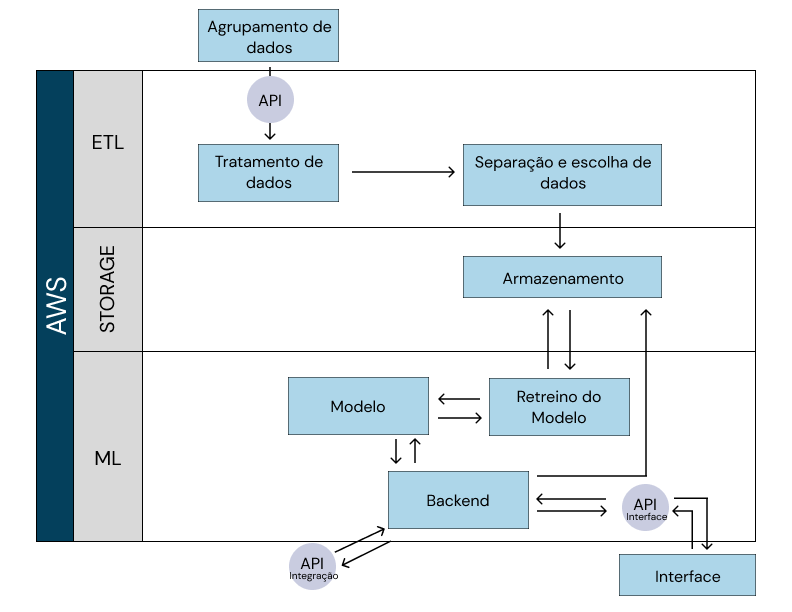 Agrupamento de
dados
API
ETL
Tratamento de
dados
Separação e escolha de
dados
AWS
STORAGE
Armazenamento
ML
Modelo
Retreino do
Modelo
Backend
API
Interface
API
Integração
Interface